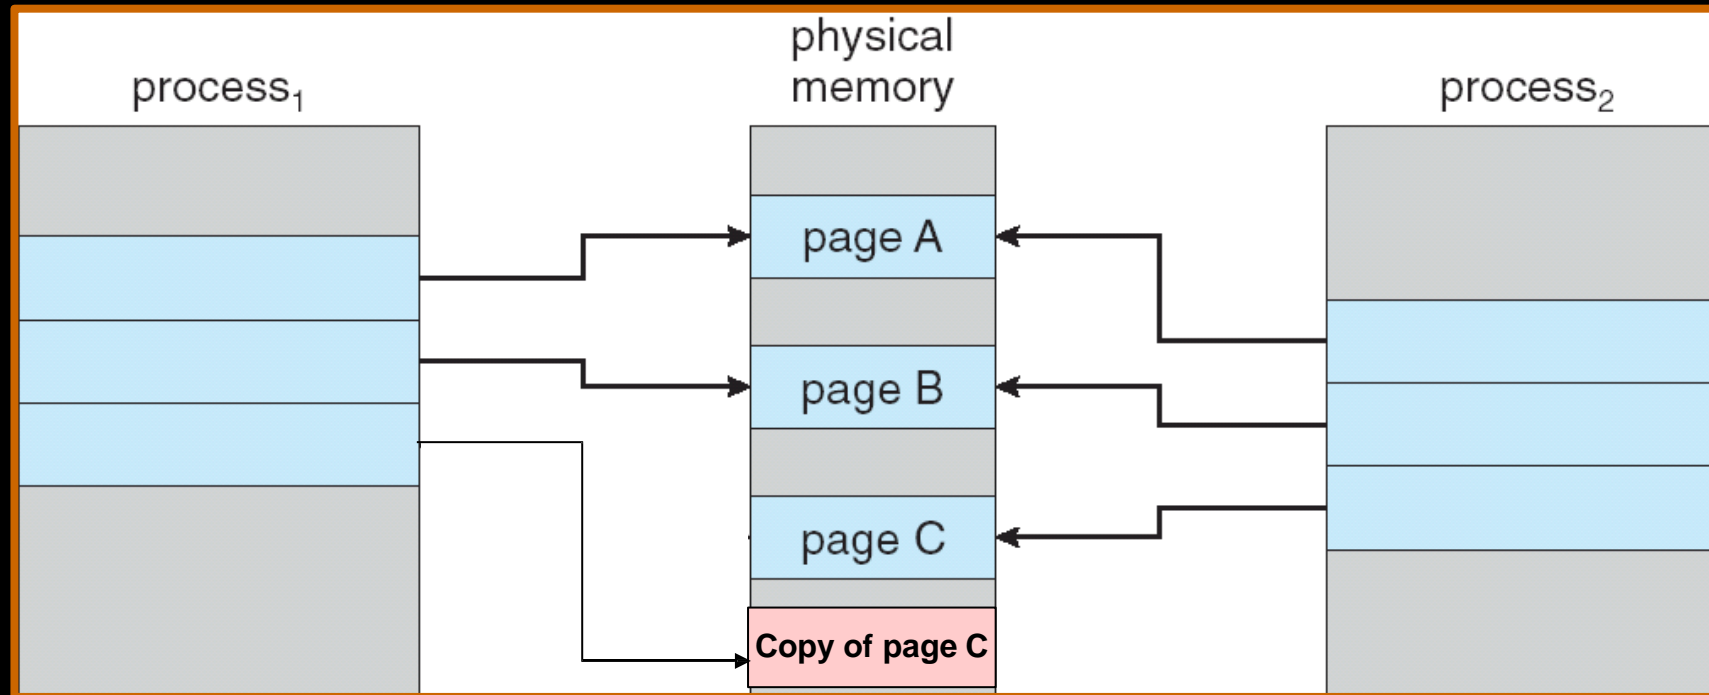 physical
memory
process₁
process₂
page A
page B
page C
Copy of page C